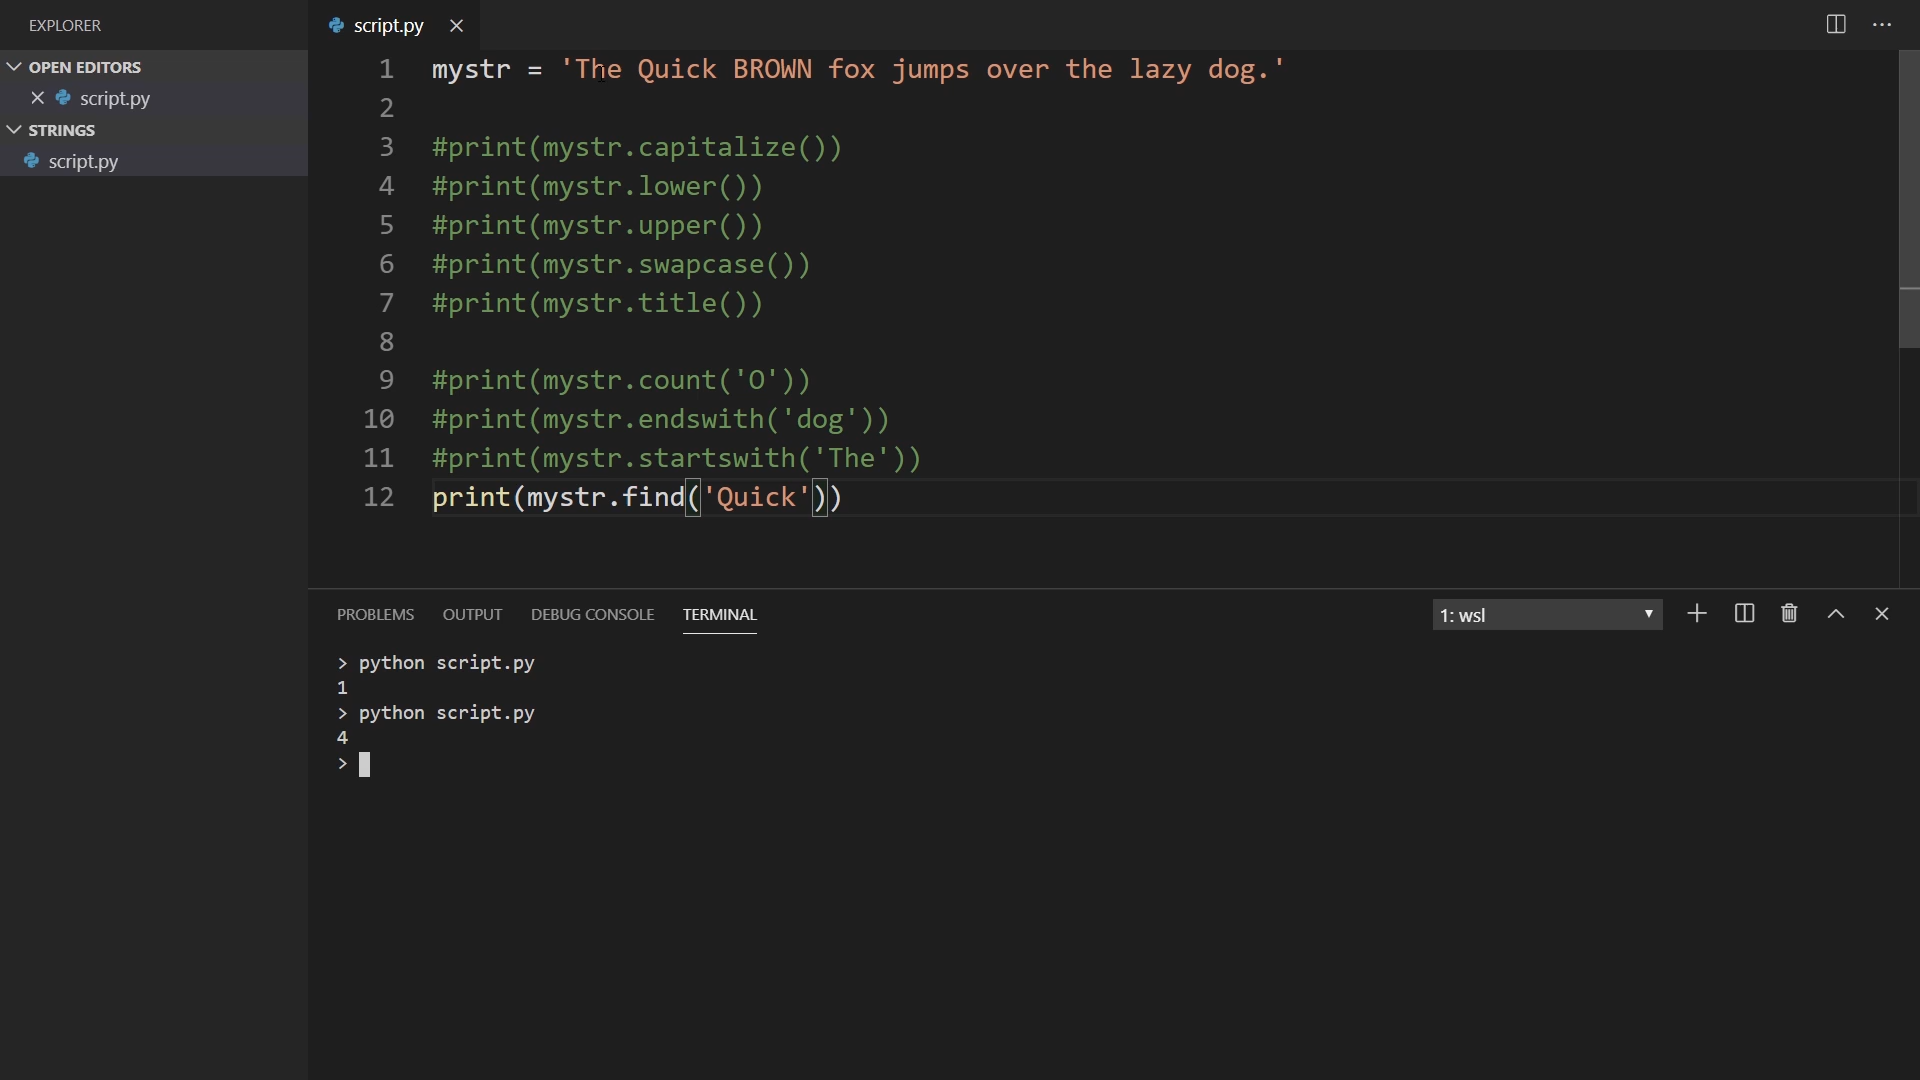 EXPLORER
OPEN EDITORS
script.py
STRINGS
script.py
script.py
1 mystr = 'The Quick BROWN fox jumps over the lazy dog.'
2
3 #print(mystr.capitalize())
4 #print(mystr.lower())
5 #print(mystr.upper())
6 #print(mystr.swapcase())
7 #print(mystr.title())
8
9 #print(mystr.count('O'))
10 #print(mystr.endswith('dog'))
11 #print(mystr.startswith('The'))
12 print(mystr.find('Quick'))
PROBLEMS OUTPUT DEBUG CONSOLE TERMINAL 1: wsl
> python script.py
1
> python script.py
4
>